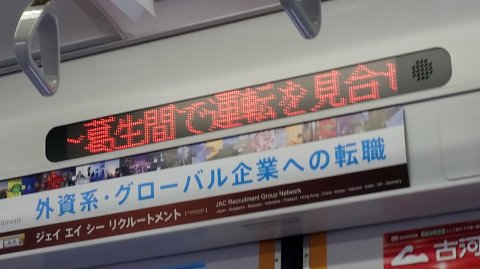 ～葛生間で運転を見合
外資系・グローバル企業への転職
ジェイ エイ シー リクルートメント
JAC Recruitment Group Network
古河